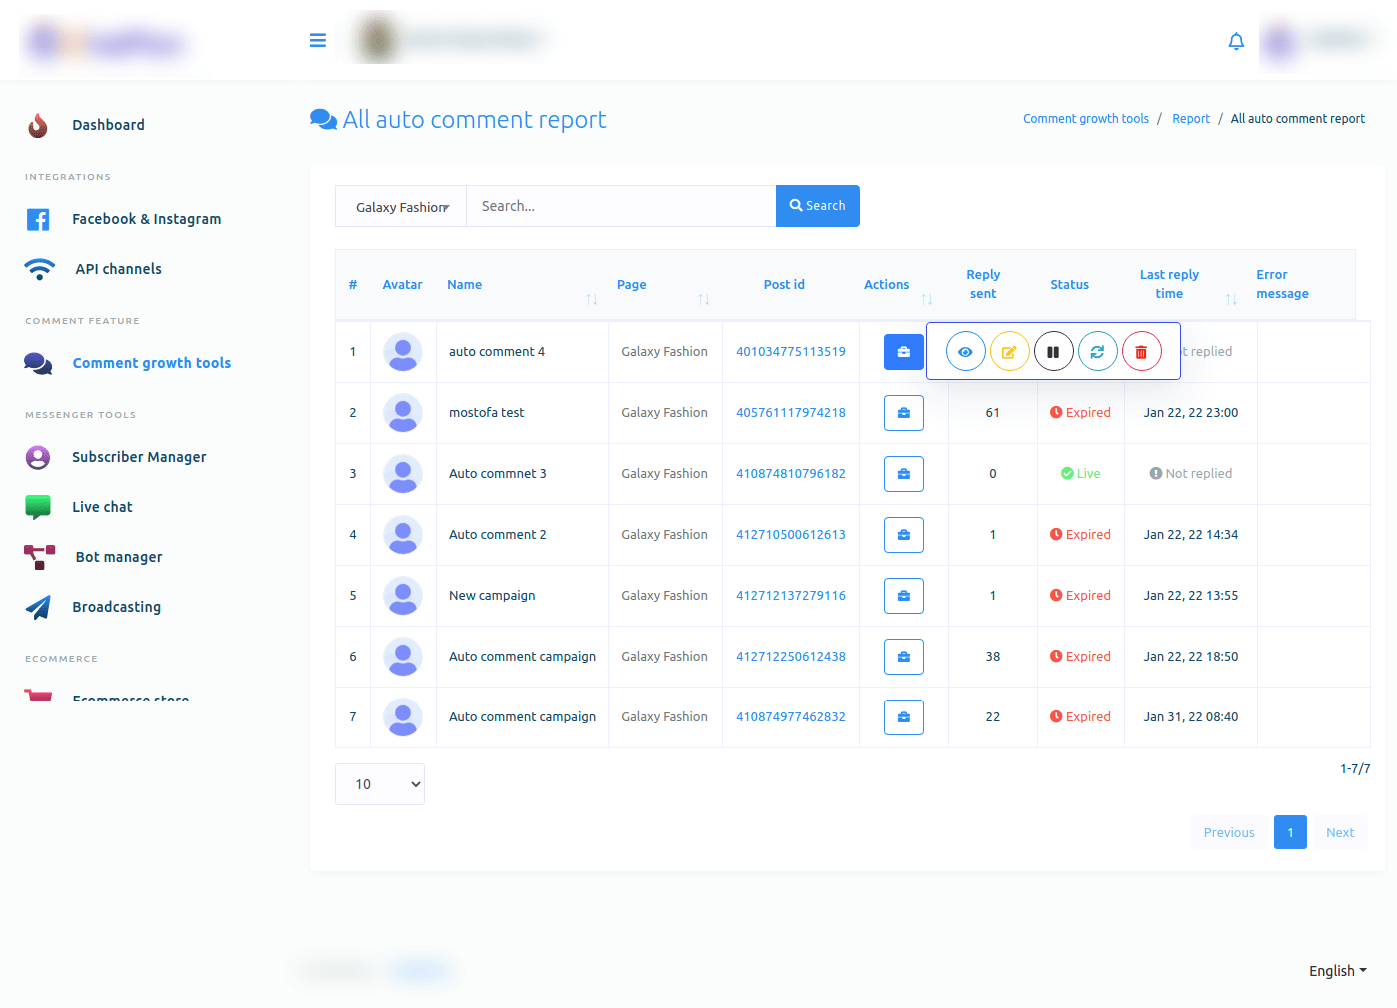 Dashboard
INTEGRATIONS
Facebook & Instagram
API channels
COMMENT FEATURE
Comment growth tools
MESSENGER TOOLS
Subscriber Manager
Live chat
Bot manager
Broadcasting
ECOMMERCE
Ecommerce store
All auto comment report
Comment growth tools / Report / All auto comment report
Galaxy Fashion Search... Search
# Avatar Name Page Post id Actions Reply sent Status Last reply time Error message
1 auto comment 4 Galaxy Fashion 401034775113519 replied
2 mostofa test Galaxy Fashion 405761117974218 61 Expired Jan 22, 22 23:00
3 Auto commnet 3 Galaxy Fashion 410874810796182 0 Live Not replied
4 Auto comment 2 Galaxy Fashion 412710500612613 1 Expired Jan 22, 22 14:34
5 New campaign Galaxy Fashion 412712137279116 1 Expired Jan 22, 22 13:55
6 Auto comment campaign Galaxy Fashion 412712250612438 38 Expired Jan 22, 22 18:50
7 Auto comment campaign Galaxy Fashion 410874977462832 22 Expired Jan 31, 22 08:40
10
1-7/7
Previous 1 Next
English